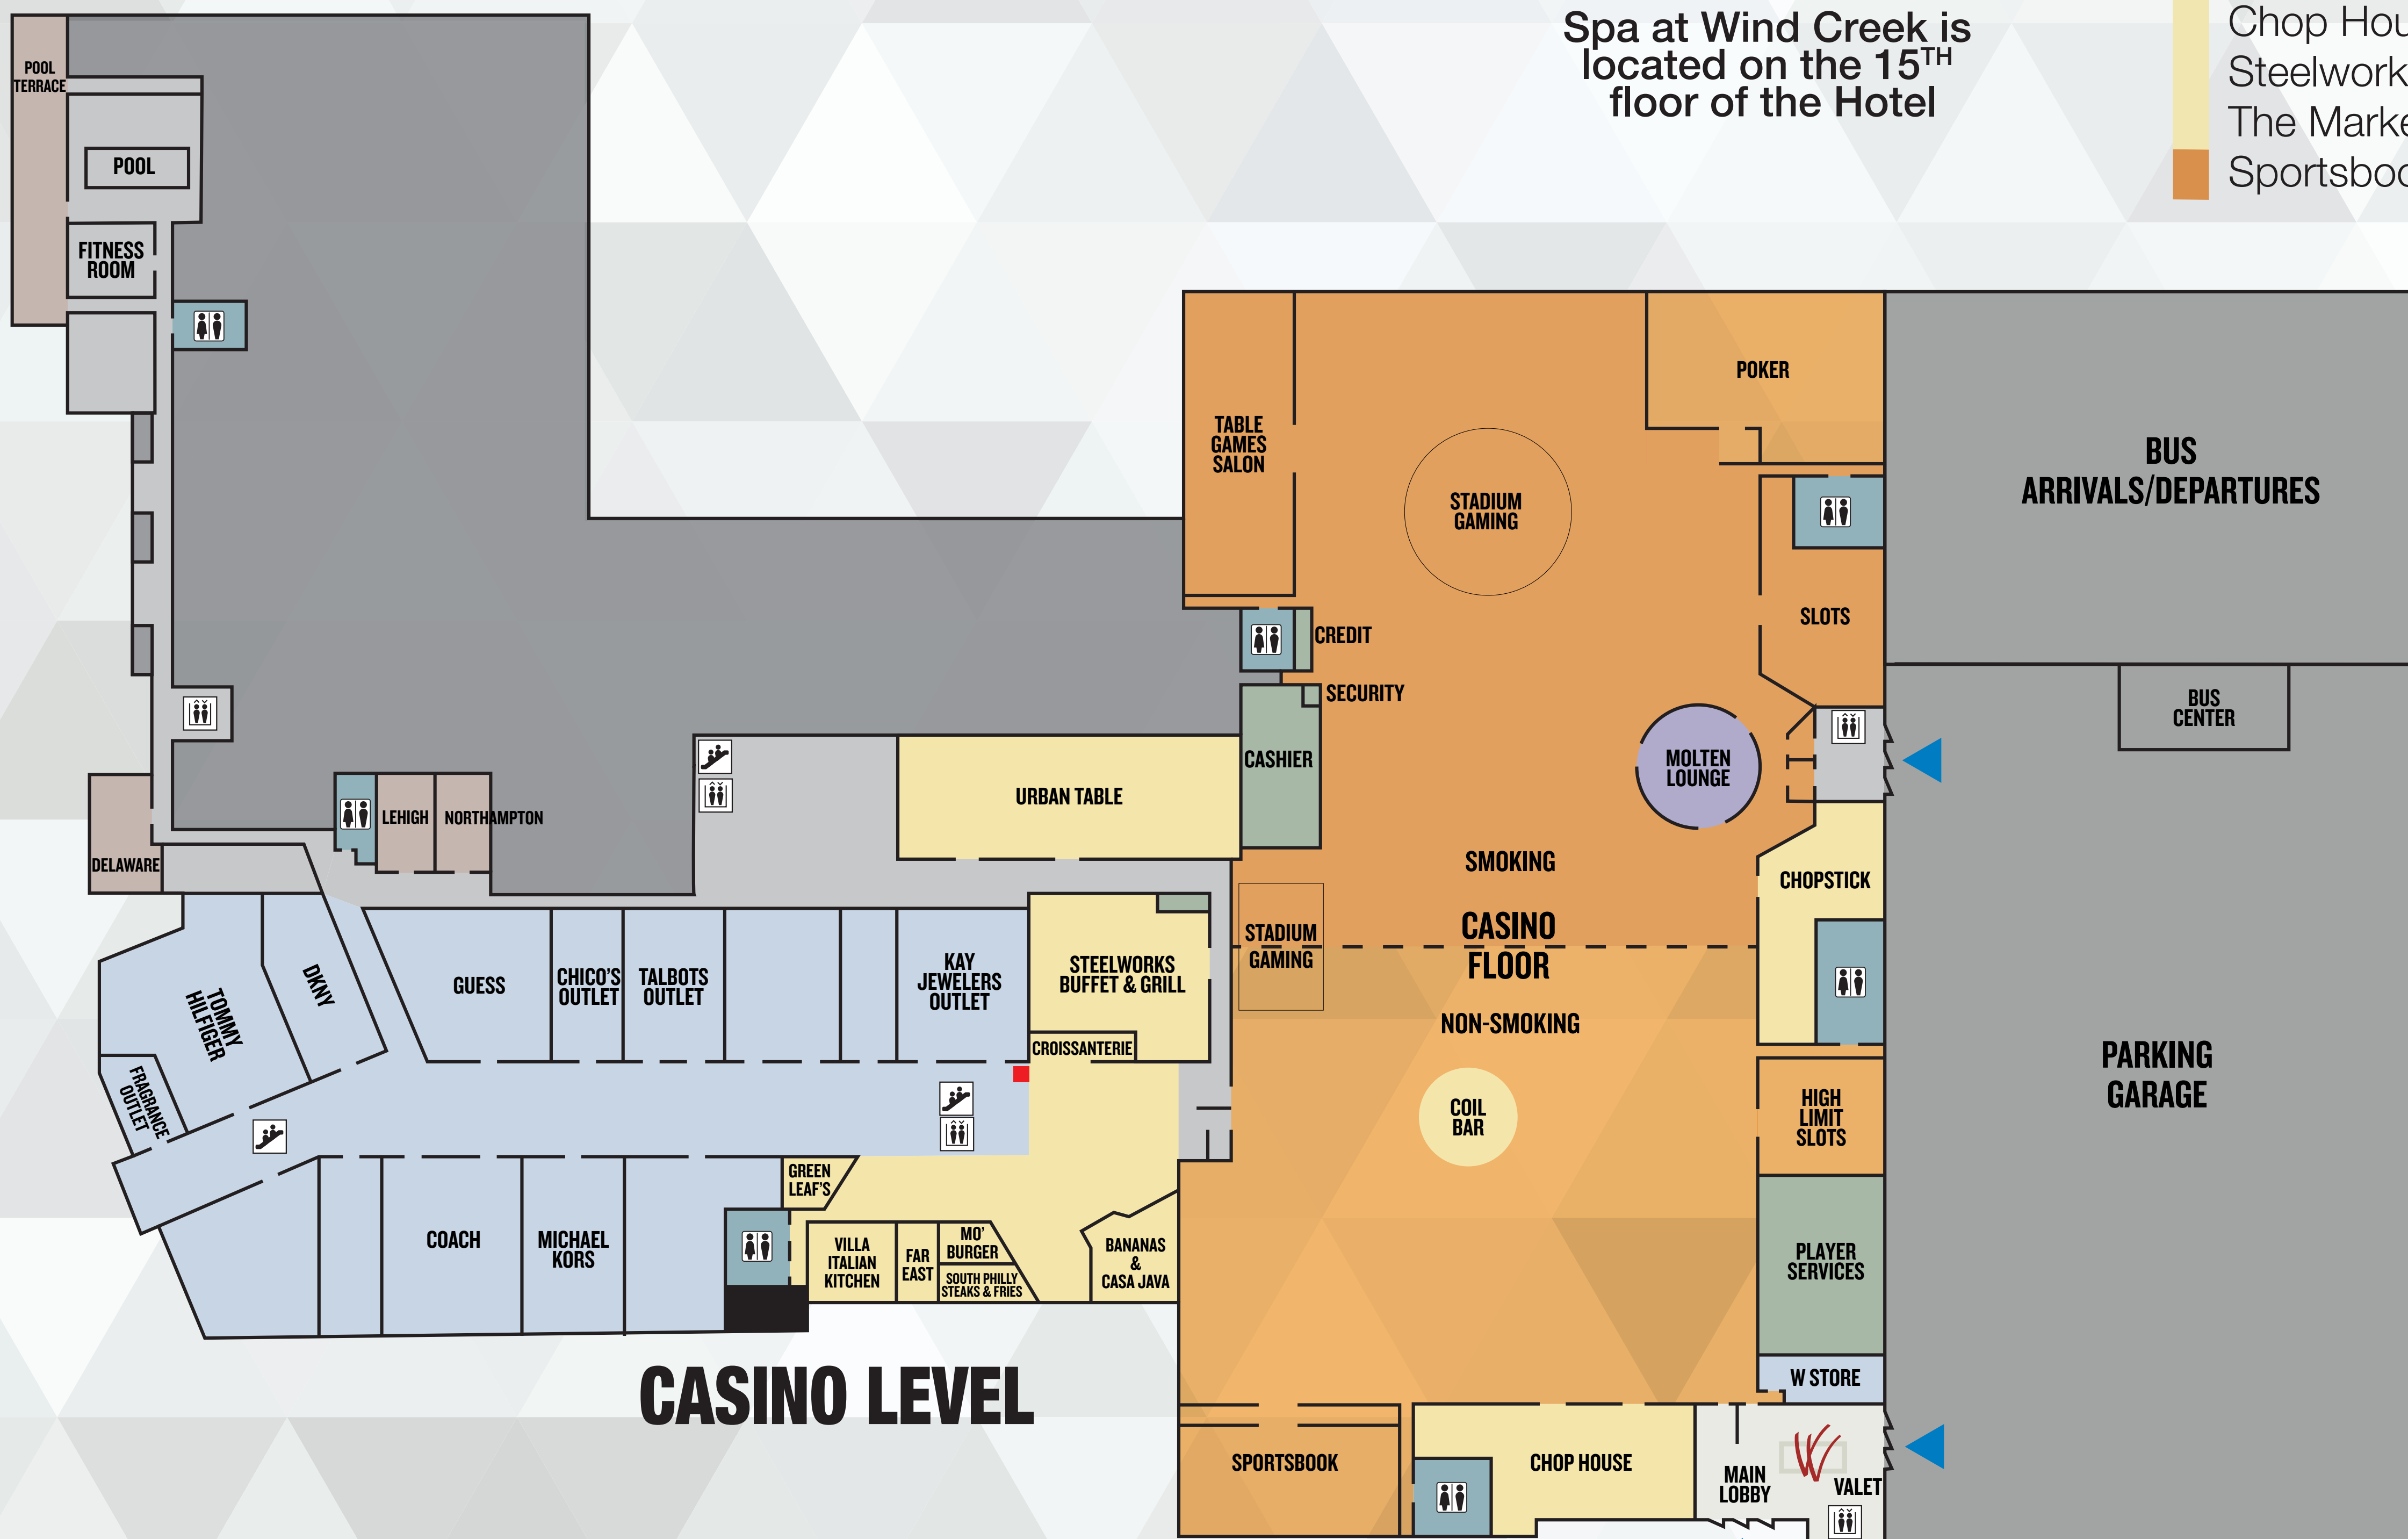 Spa at Wind Creek is
located on the 15TH
floor of the Hotel
Chop Hou
Steelwork
The Marke
Sportsboo
POOL
TERRACE
POOL
FITNESS
ROOM
TABLE
GAMES
SALON
STADIUM
GAMING
POKER
BUS
ARRIVALS/DEPARTURES
SLOTS
CREDIT
SECURITY
CASHIER
MOLTEN
LOUNGE
BUS
CENTER
URBAN TABLE
LEHIGH
NORTHAMPTON
DELAWARE
SMOKING
CASINO
FLOOR
NON-SMOKING
STADIUM
GAMING
CHOPSTICK
TOMMY
HILFIGER
DKNY
FRAGRANCE
OUTLET
GUESS
CHICO'S
OUTLET
TALBOTS
OUTLET
KAY
JEWELERS
OUTLET
STEELWORKS
BUFFET & GRILL
CROISSANTERIE
COIL
BAR
HIGH
LIMIT
SLOTS
PARKING
GARAGE
GREEN
LEAF'S
COACH
MICHAEL
KORS
VILLA
ITALIAN
KITCHEN
FAR
EAST
MO'
BURGER
SOUTH PHILLY
STEAKS & FRIES
BANANAS
&
CASA JAVA
PLAYER
SERVICES
W STORE
CASINO LEVEL
SPORTSBOOK
CHOP HOUSE
MAIN
LOBBY
VALET